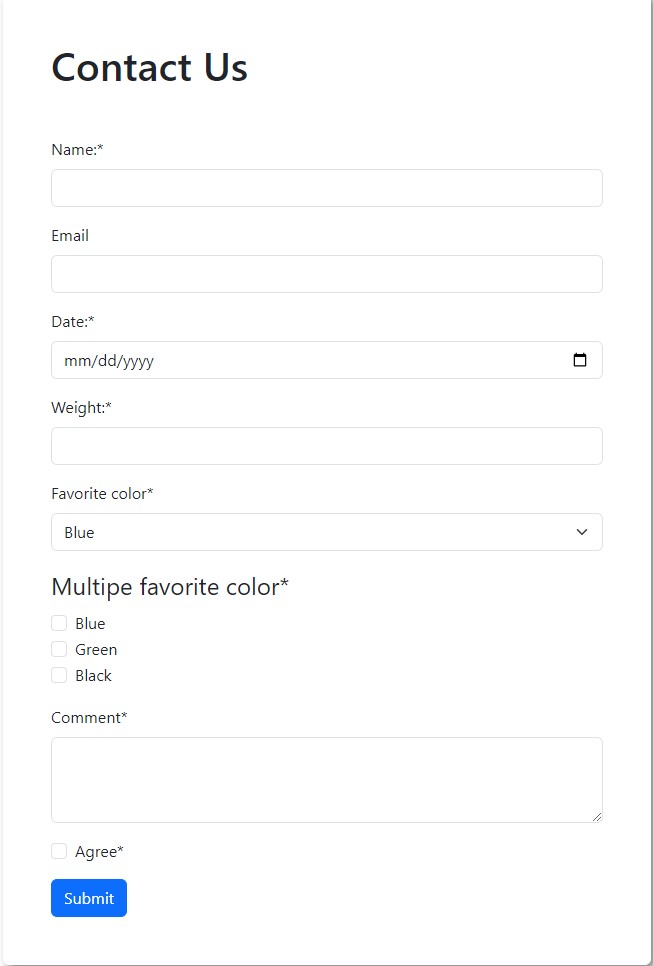 Contact Us
Name:*
Email
Date:*
mm/dd/yyyy
Weight:*
Favorite color*
Blue
Multipe favorite color*
Blue
Green
Black
Comment*
Agree*
Submit